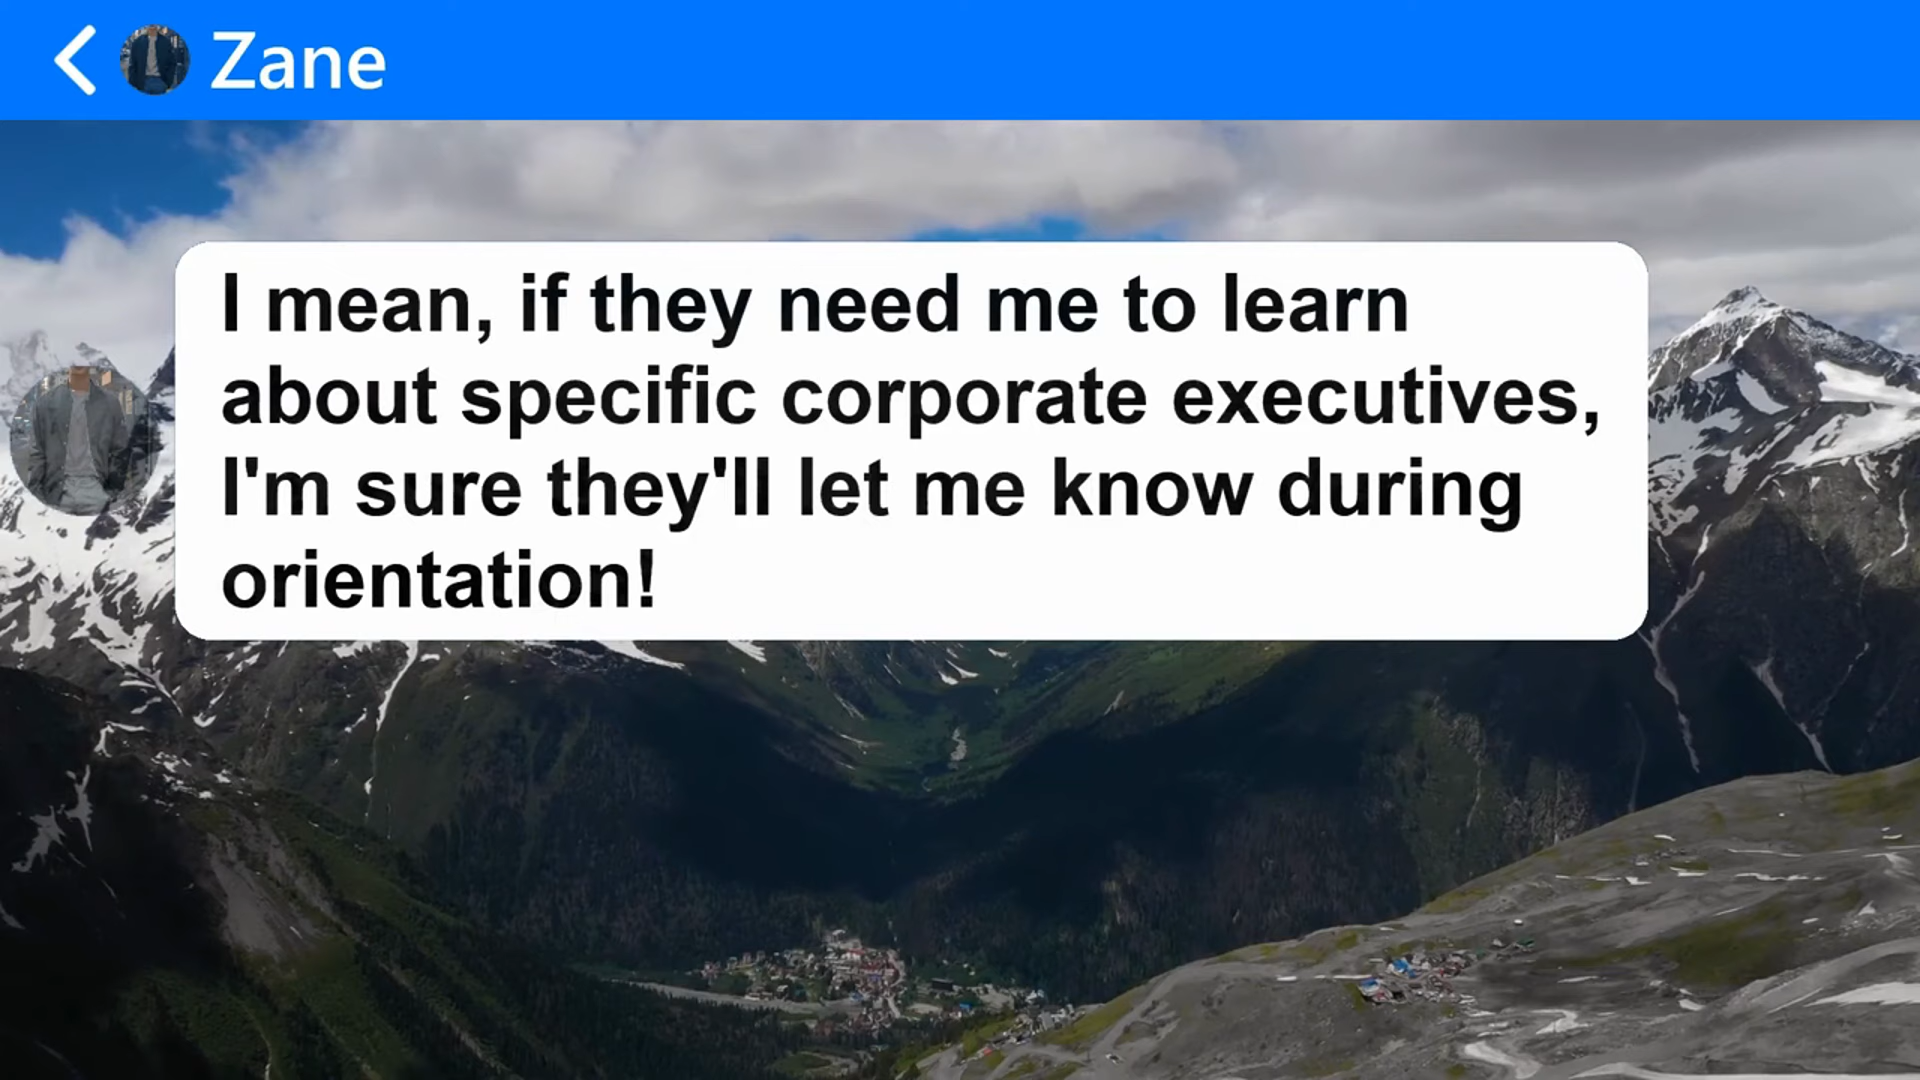 Zane
I mean, if they need me to learn
about specific corporate executives,
I'm sure they'll let me know during
orientation!